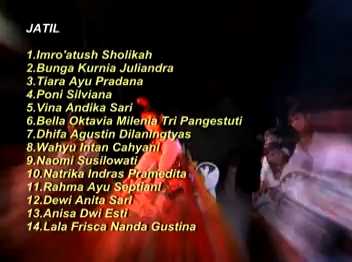 JATIL
1.Imro'atush Sholikah
2.Bunga Kurnia Juliandra
3.Tiara Ayu Pradana
4.Poni Silviana
5.Vina Andika Sari
6.Bella Oktavia Milenia Tri Pangestuti
7.Dhifa Agustin Dilaningtyas
8.Wahyu Intan Cahyani
9.Naomi Susilowati
10.Natrika Indras Pramedita
11.Rahma Ayu Septiani
12.Dewi Anita Sari
13.Anisa Dwi Esti
14.Lala Frisca Nanda Gustina